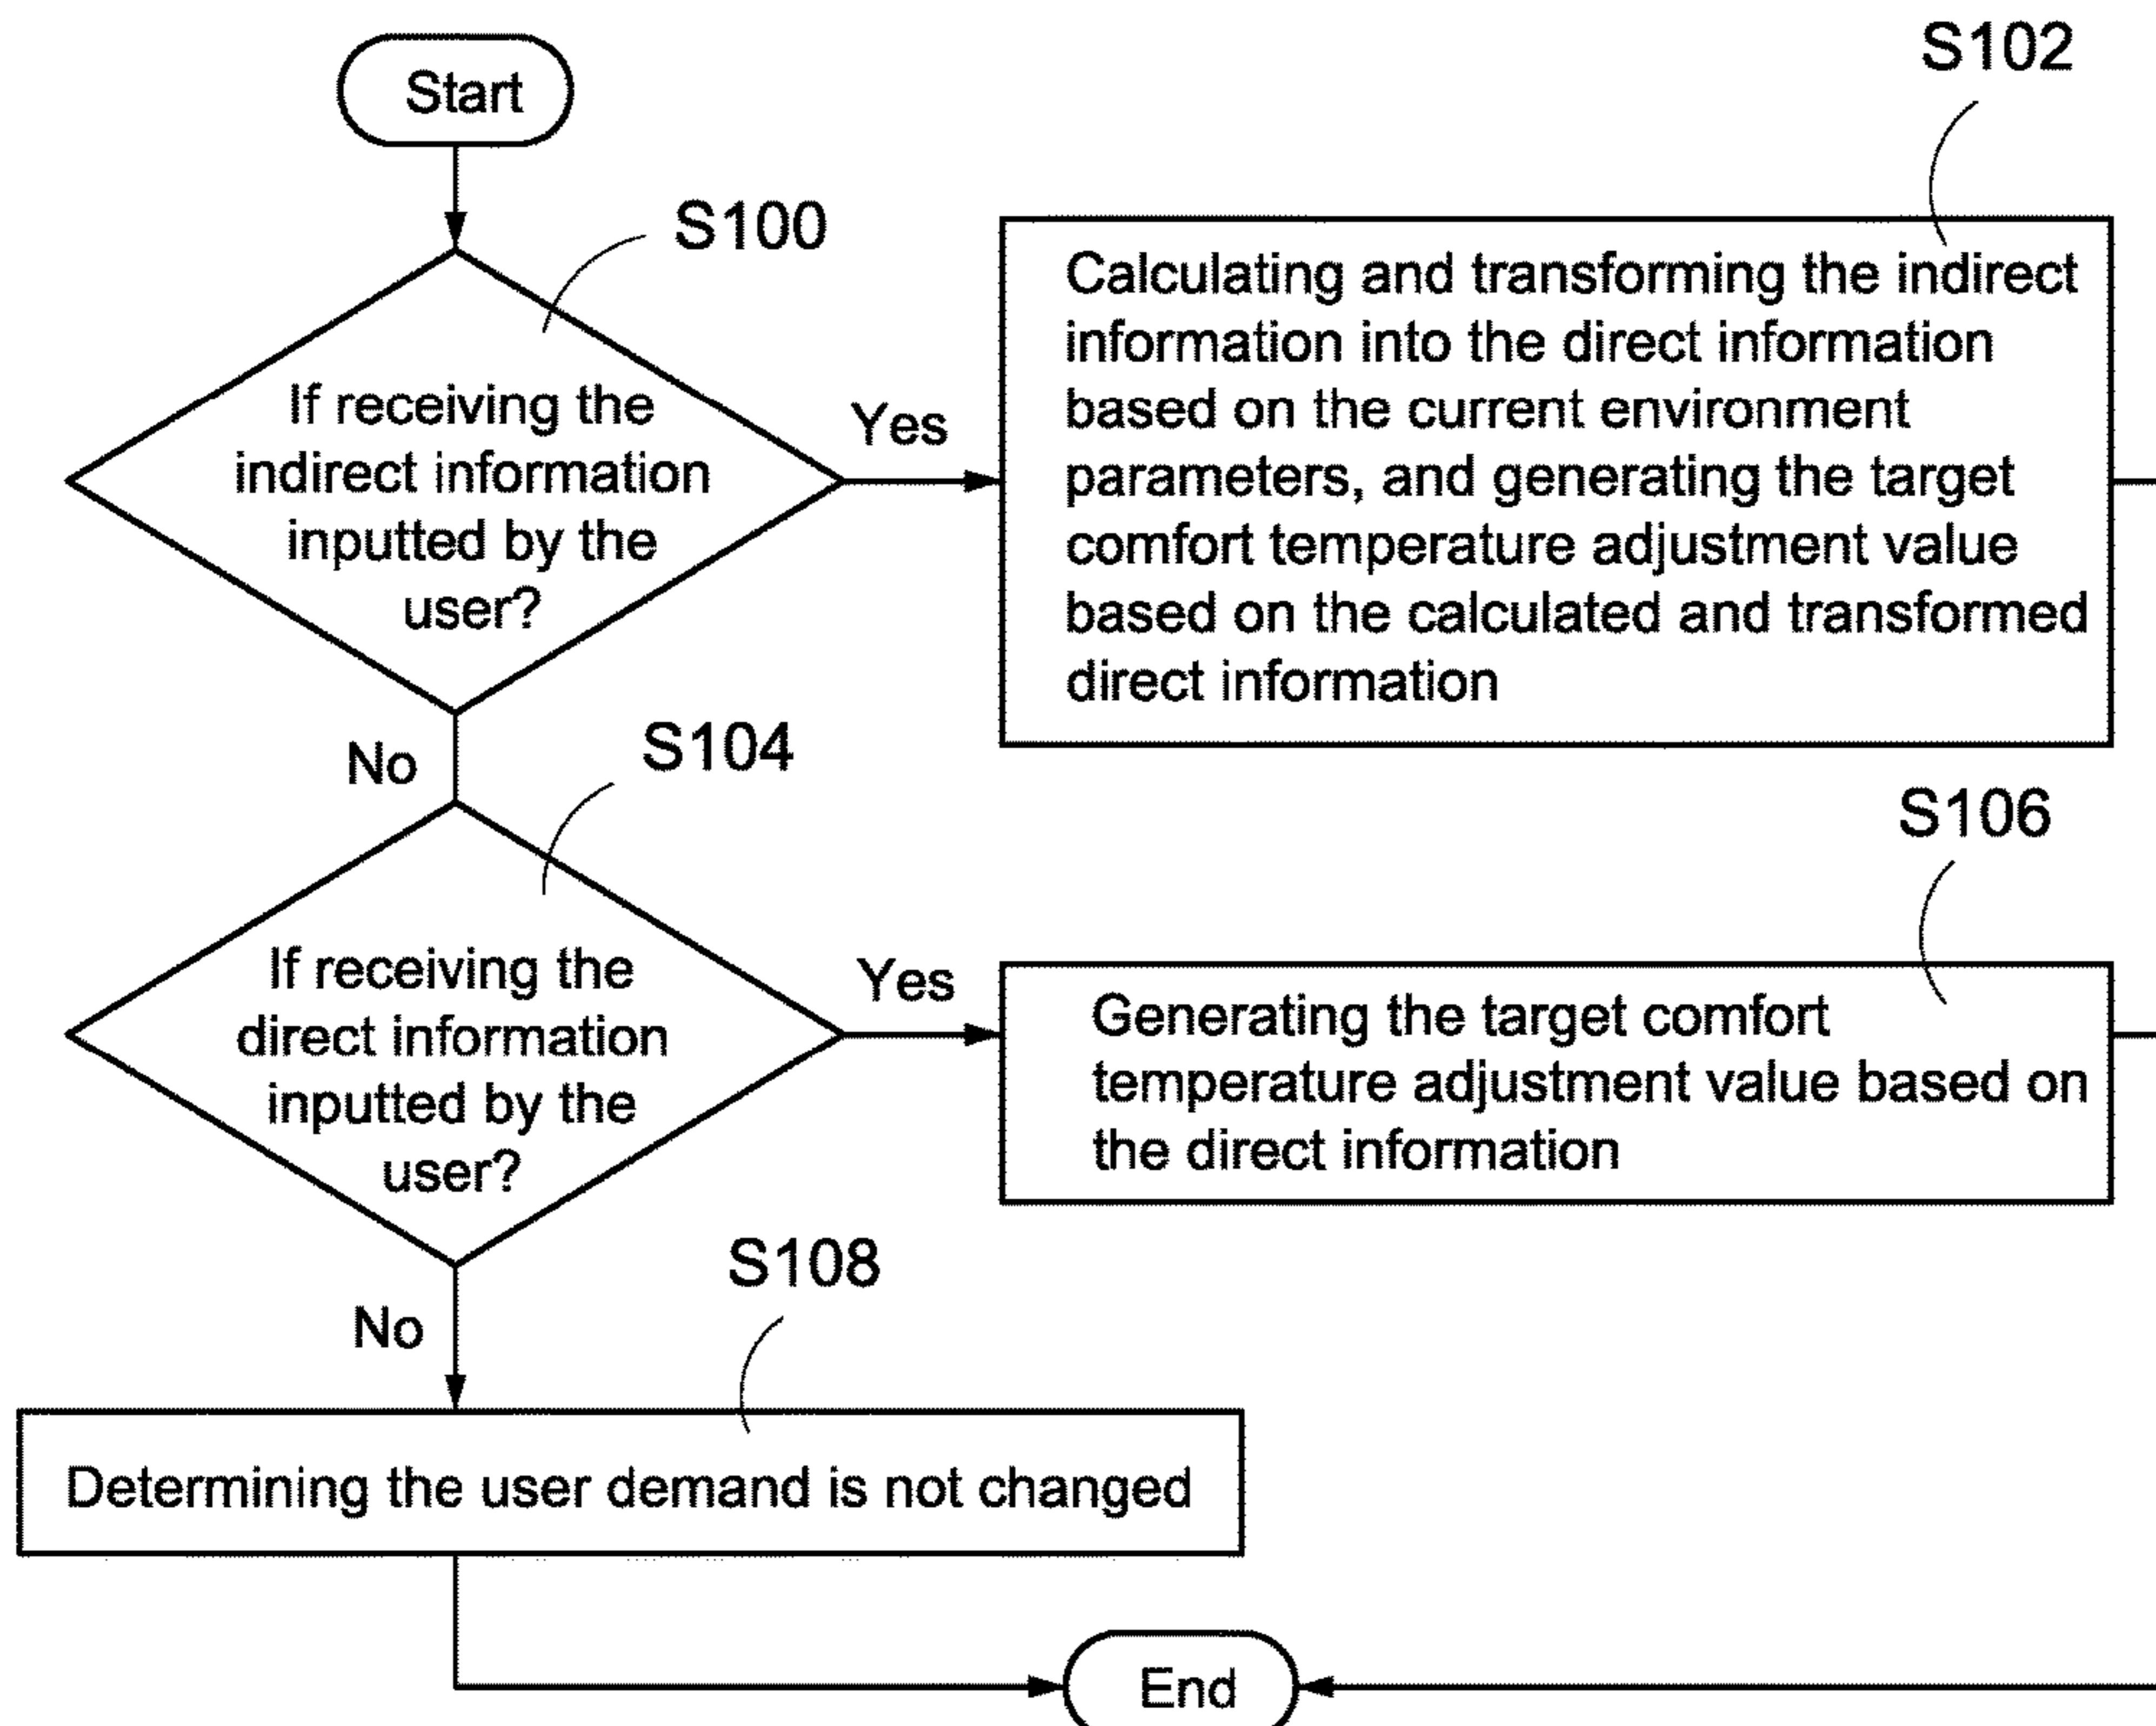 Start
S100
If receiving the
indirect information
inputted by the
user?
Yes
S102
Calculating and transforming the indirect
information into the direct information
based on the current environment
parameters, and generating the target
comfort temperature adjustment value
based on the calculated and transformed
direct information
No
S104
If receiving the
direct information
inputted by the
user?
Yes
S106
Generating the target comfort
temperature adjustment value based on
the direct information
No
S108
Determining the user demand is not changed
End